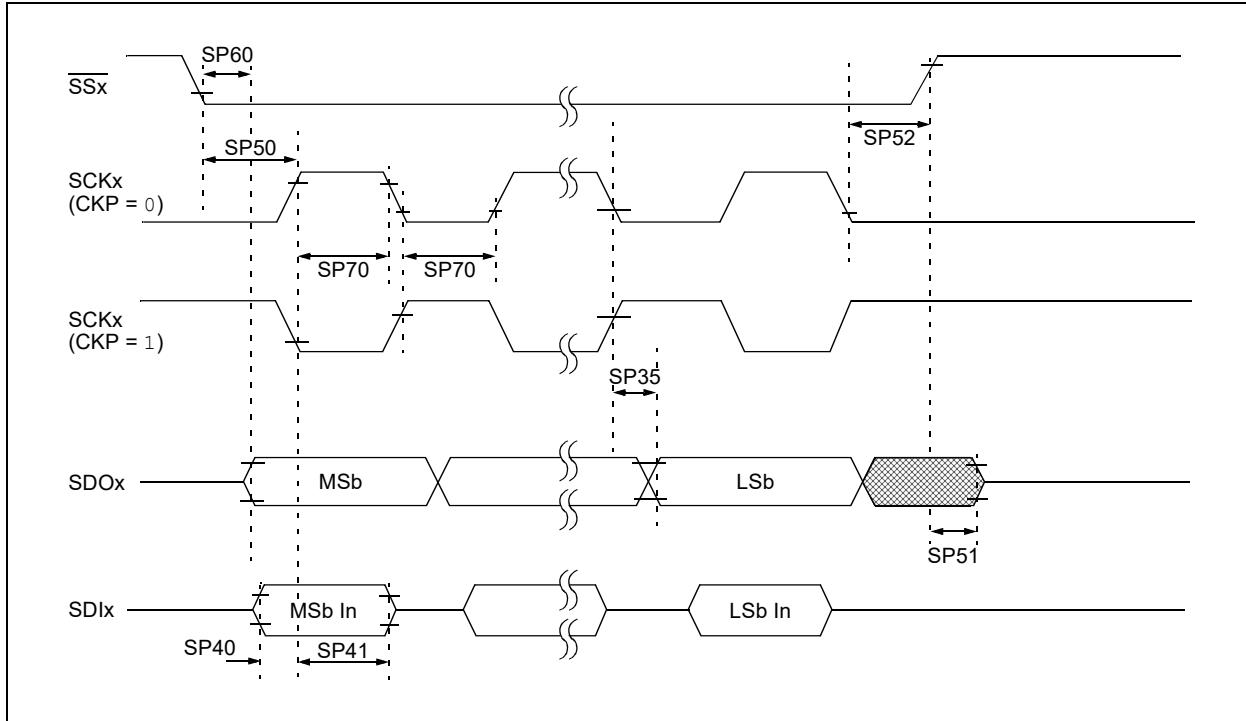 SP60
SSx
SP52
SP50
SCKx
(CKP = 0)
SP70
SP70
SCKx
(CKP = 1)
SP35
SDOx
MSb
LSb
SP51
SDIx
MSb In
LSb In
SP40
SP41